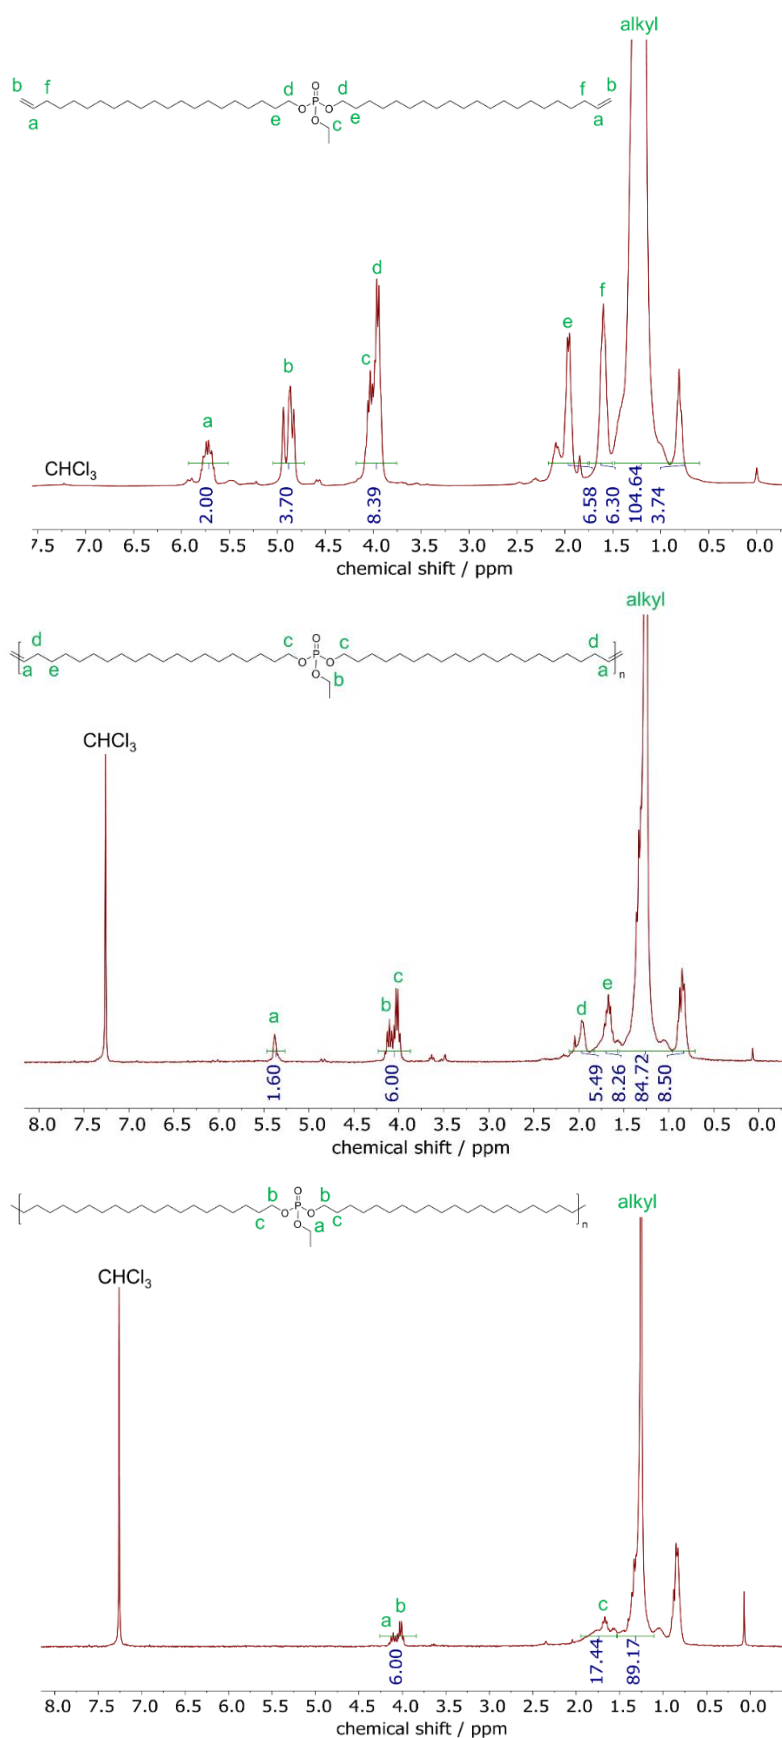 alkyl
b f d O d f b
O P O
a e O c e a
d
f
e
c
b
a
CHCl3
2.00 3.70 8.39 6.58 6.30 104.64 3.74
7.5 7.0 6.5 6.0 5.5 5.0 4.5 4.0 3.5 3.0 2.5 2.0 1.5 1.0 0.5 0.0
chemical shift / ppm
alkyl
d c O c d
O P O
a e O b a n
CHCl3
c
b
d e
a
1.60 6.00 5.49 8.26 84.72 8.50
8.0 7.5 7.0 6.5 6.0 5.5 5.0 4.5 4.0 3.5 3.0 2.5 2.0 1.5 1.0 0.5 0.0
chemical shift / ppm
alkyl
b O b
O P O
c O a c n
CHCl3
a b c
6.00 17.44 89.17
8.0 7.5 7.0 6.5 6.0 5.5 5.0 4.5 4.0 3.5 3.0 2.5 2.0 1.5 1.0 0.5 0.0
chemical shift / ppm